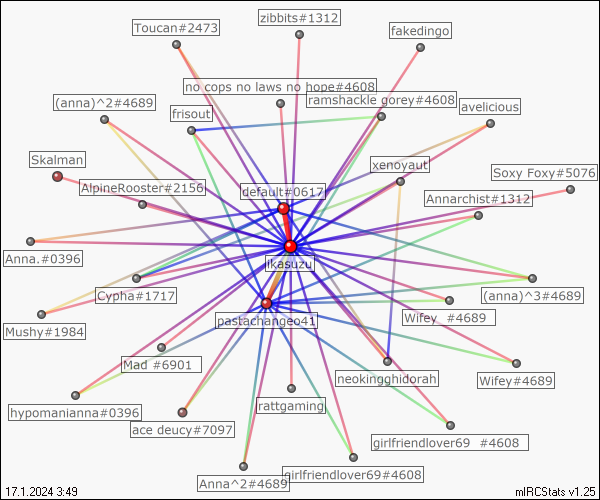 zibbits#1312
Toucan#2473
fakedingo
no cops no laws no hope#4608
ramshackle gorey#4608
(anna)^2#4689
frisout
avelicious
Skalman
xenoyaut
Soxy Foxy#5076
AlpineRooster#2156
default#0617
Annarchist#1312
Anna.#0396
ikasuzu
Cypha#1717
(anna)^3#4689
pastachangeo41
Wifey #4689
Mushy#1984
Mad #6901
neokingghidorah
Wifey#4689
hypomanianna#0396
rattgaming
ace deucy#7097
girlfriendlover69 #4608
girlfriendlover69#4608
Anna^2#4689
17.1.2024 3:49
mIRCStats v1.25